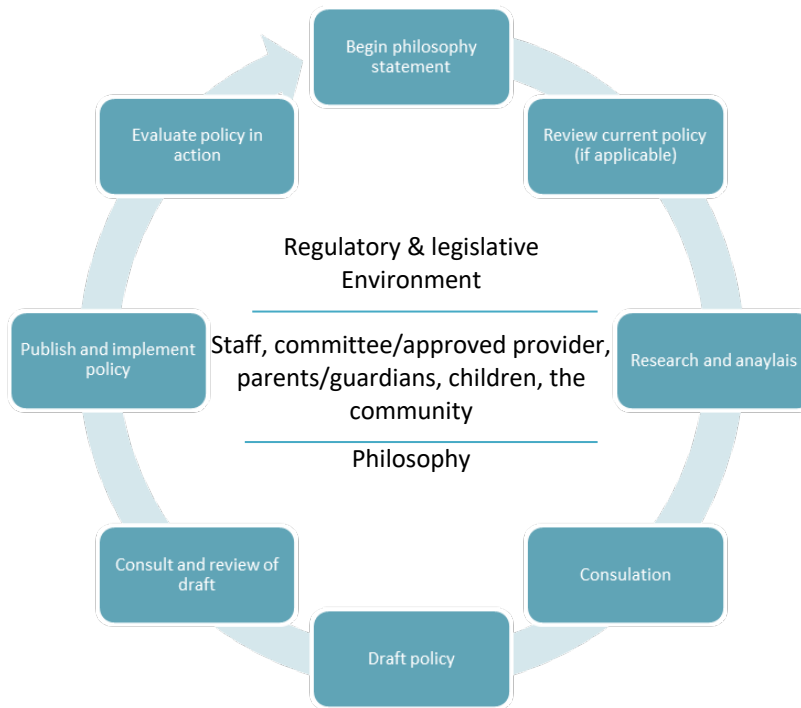 Begin philosophy
statement
Review current policy
(if applicable)
Research and anaylais
Consulation
Draft policy
Consult and review of
draft
Publish and implement
policy
Evaluate policy in
action
Regulatory & legislative
Environment
Staff, committee/approved provider,
parents/guardians, children, the
community
Philosophy